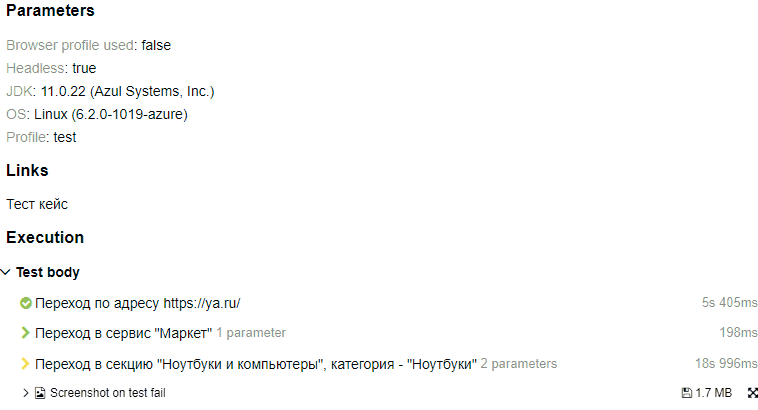 Parameters
Browser profile used: false
Headless: true
JDK: 11.0.22 (Azul Systems, Inc.)
OS: Linux (6.2.0-1019-azure)
Profile: test
Links
Тест кейс
Execution
Test body
Переход по адресу https://ya.ru/ 5s 405ms
Переход в сервис "Маркет" 1 parameter 198ms
Переход в секцию "Ноутбуки и компьютеры", категория - "Ноутбуки" 2 parameters 18s 996ms
Screenshot on test fail 1.7 MB